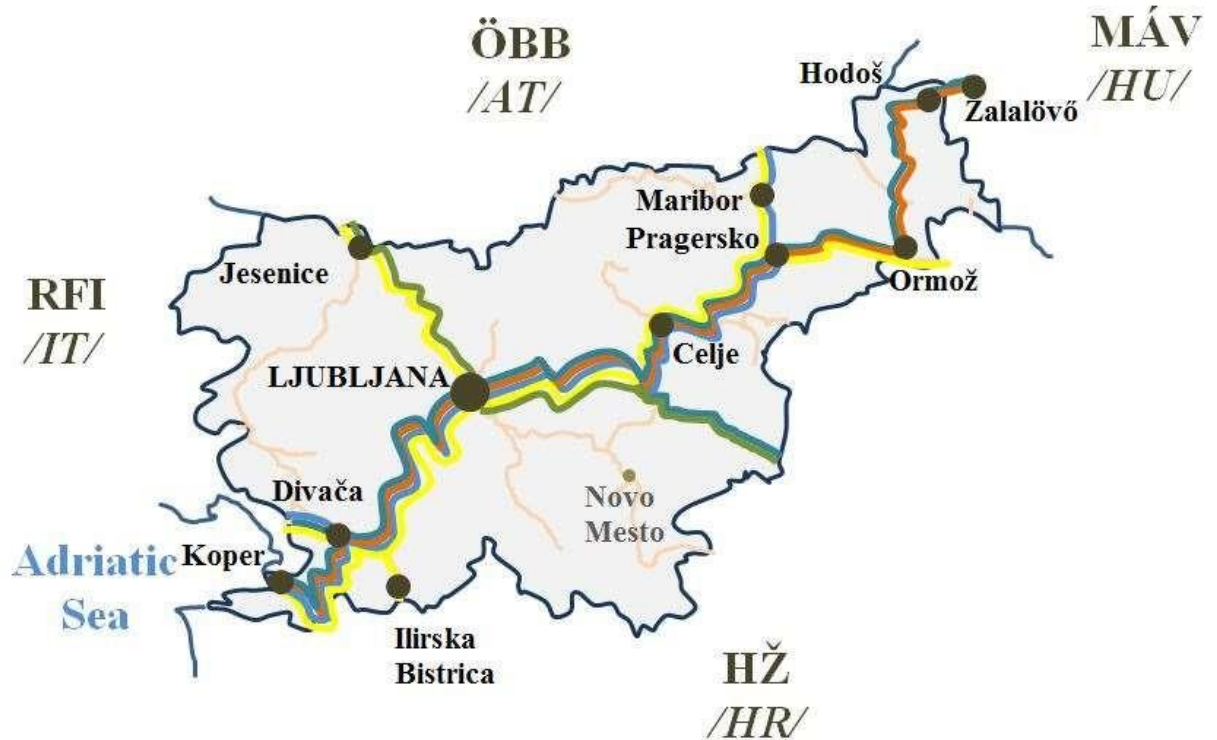 ÖBB
/AT/
MÁV
/HU/
Hodoš
Zalalövő
Maribor
Pragersko
Ormož
Jesenice
RFI
/IT/
Celje
LJUBLJANA
Divača
Novo
Mesto
Koper
Adriatic
Sea
Ilirska
Bistrica
HŽ
/HR/